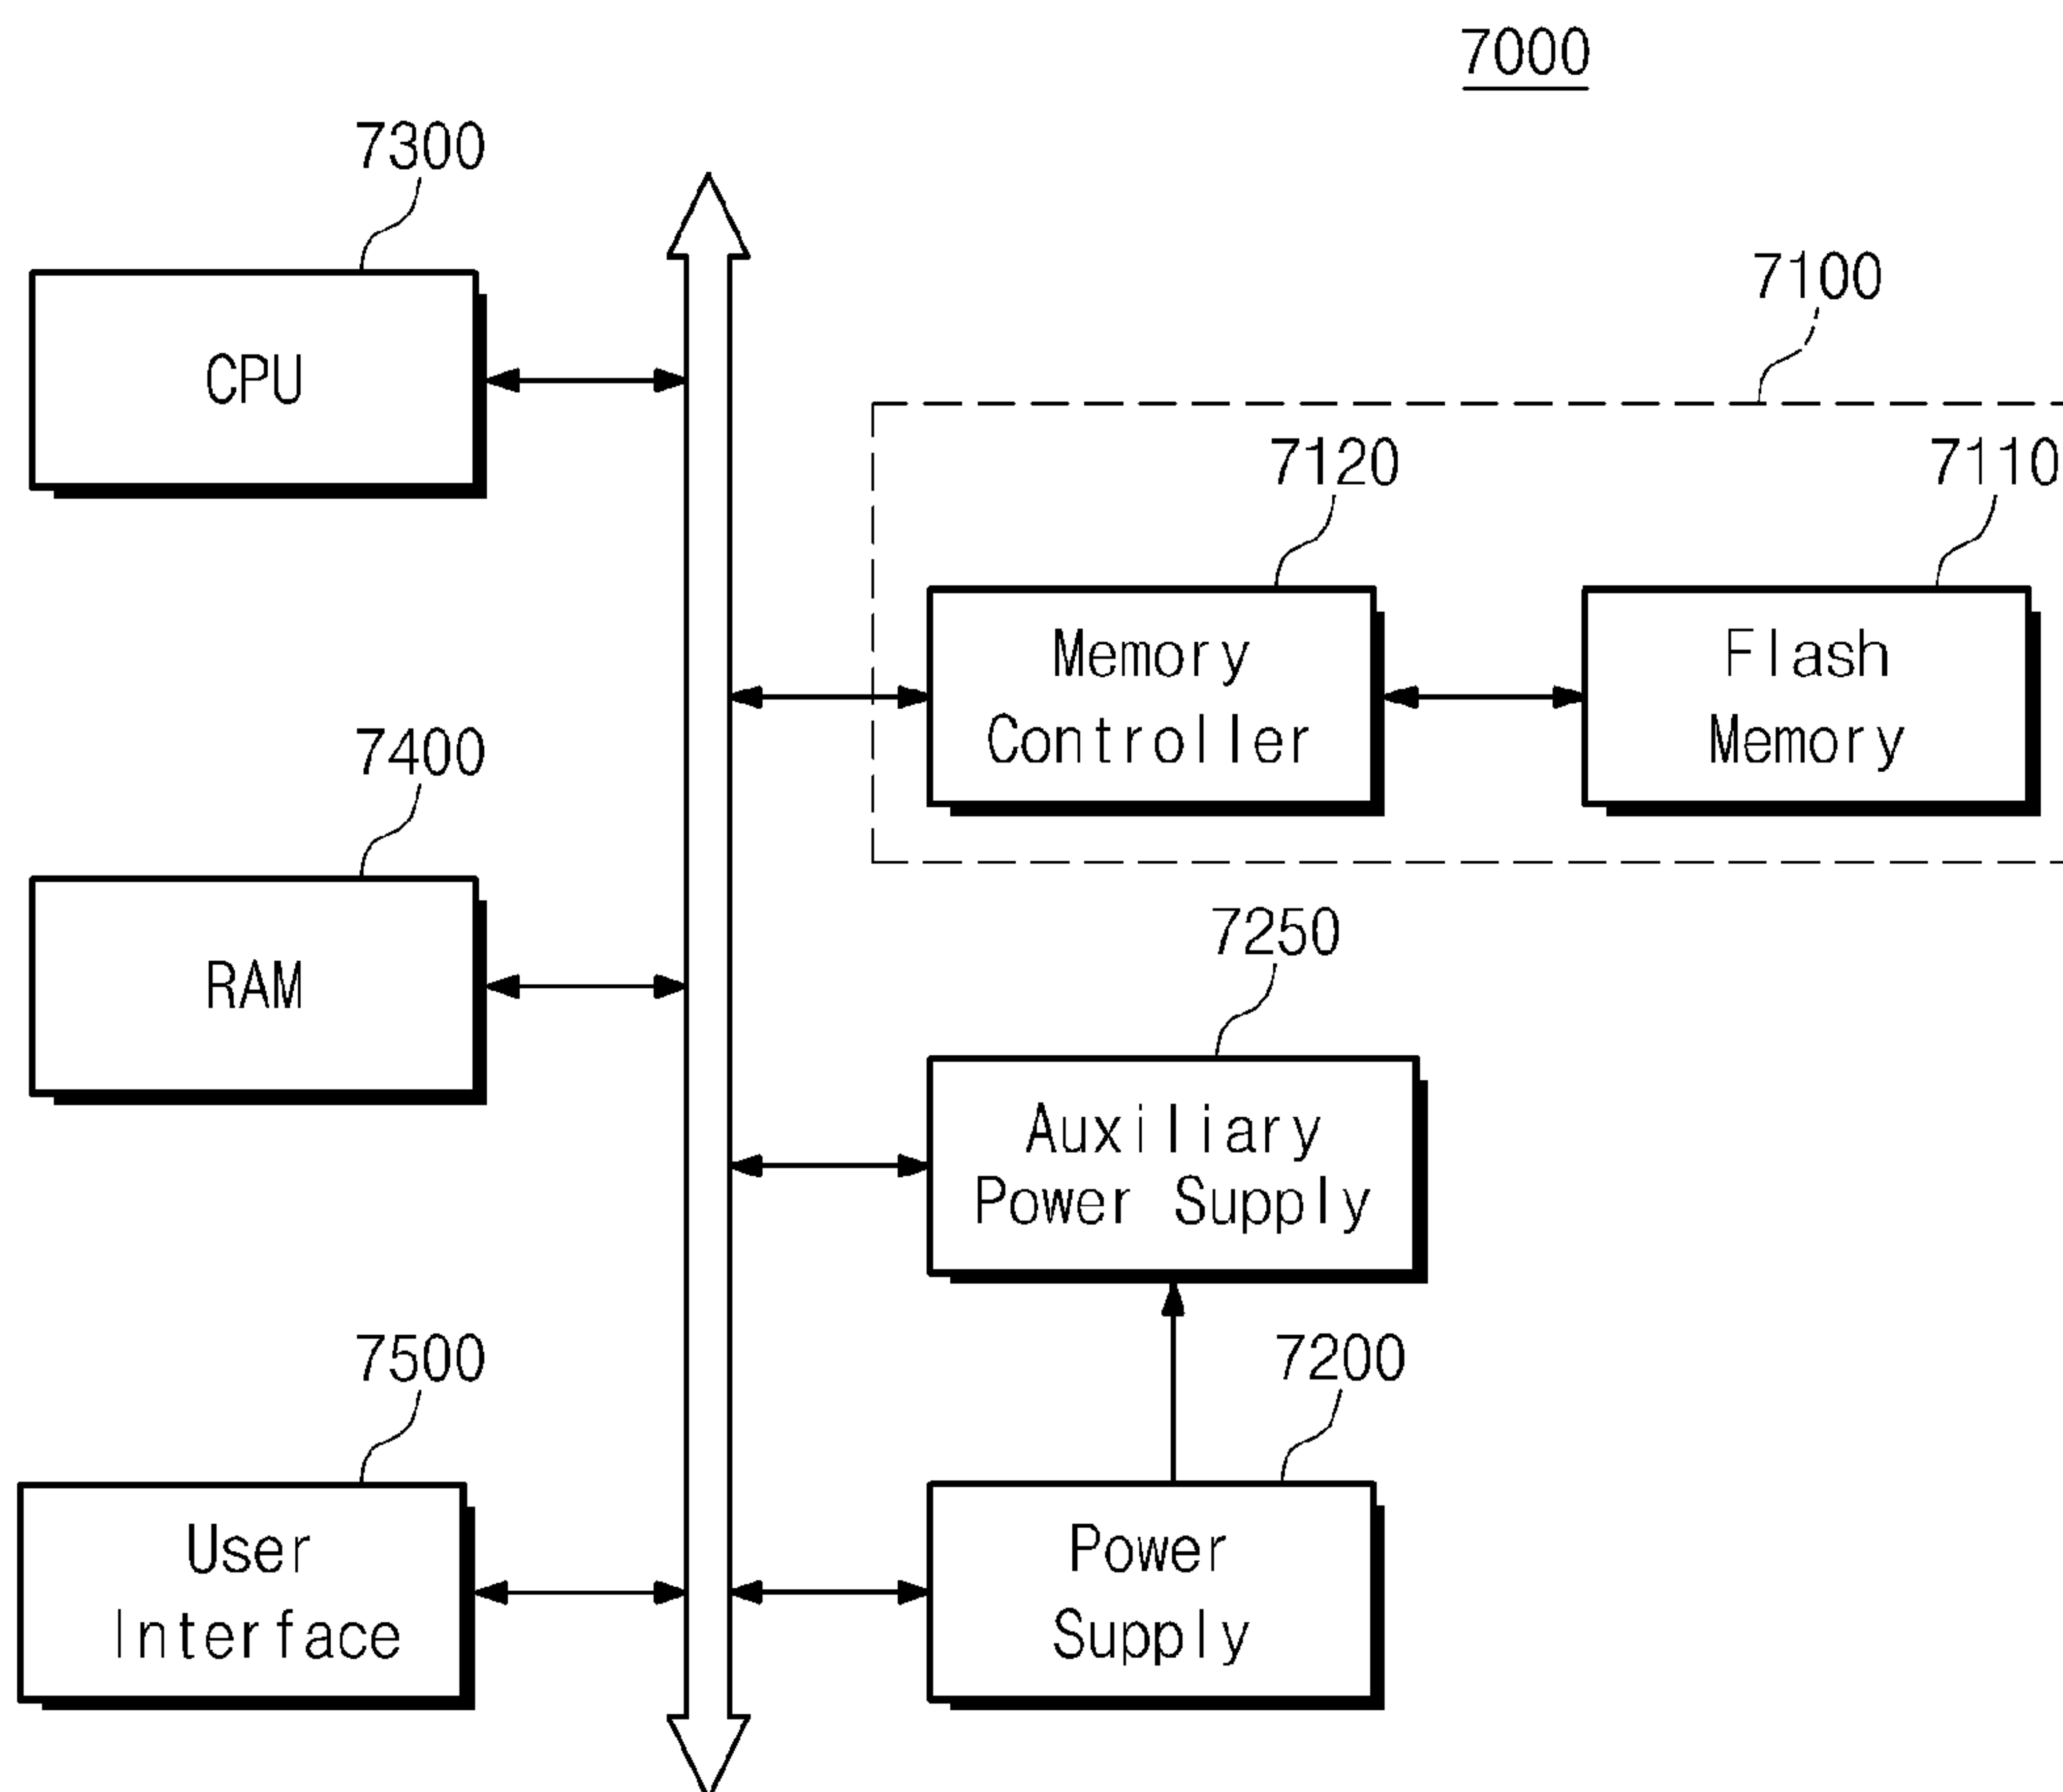 7000
7300
CPU
7100
7120
7110
Memory
Controller
Flash
Memory
7400
RAM
7250
Auxiliary
Power Supply
7500
User
Interface
7200
Power
Supply